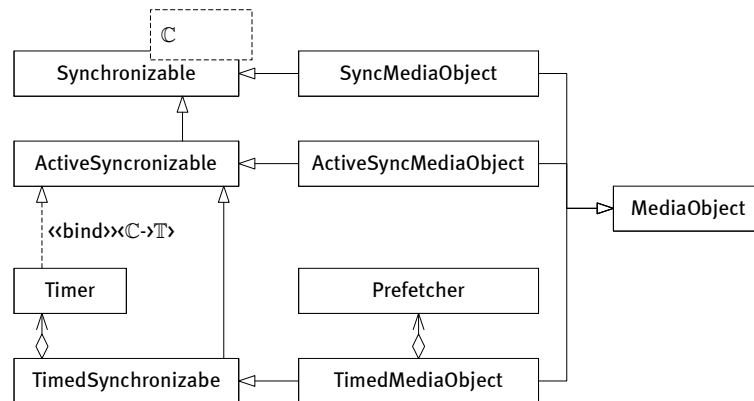 ℂ
Synchronizable
SyncMediaObject
ActiveSyncronizable
ActiveSyncMediaObject
MediaObject
‹‹bind››‹ℂ-›𝕋›
Timer
Prefetcher
TimedSynchronizabe
TimedMediaObject